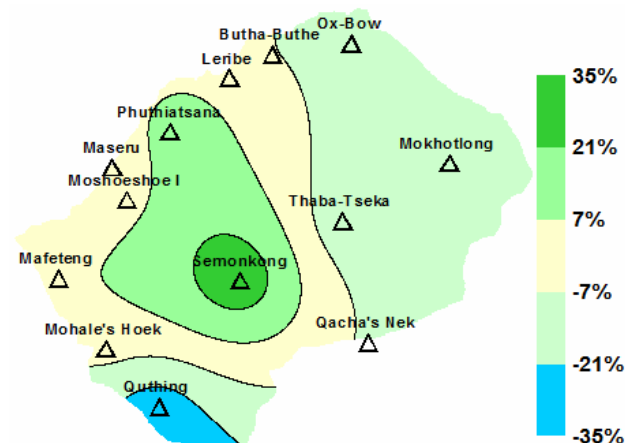 Ox-Bow
Butha-Buthe
Leribe
Phuthiatsana
Maseru
Mokhotlong
Moshoeshoe I
Thaba-Tseka
Semonkong
Mafeteng
Qacha's Nek
Mohale's Hoek
Quthing
35%
21%
7%
-7%
-21%
-35%